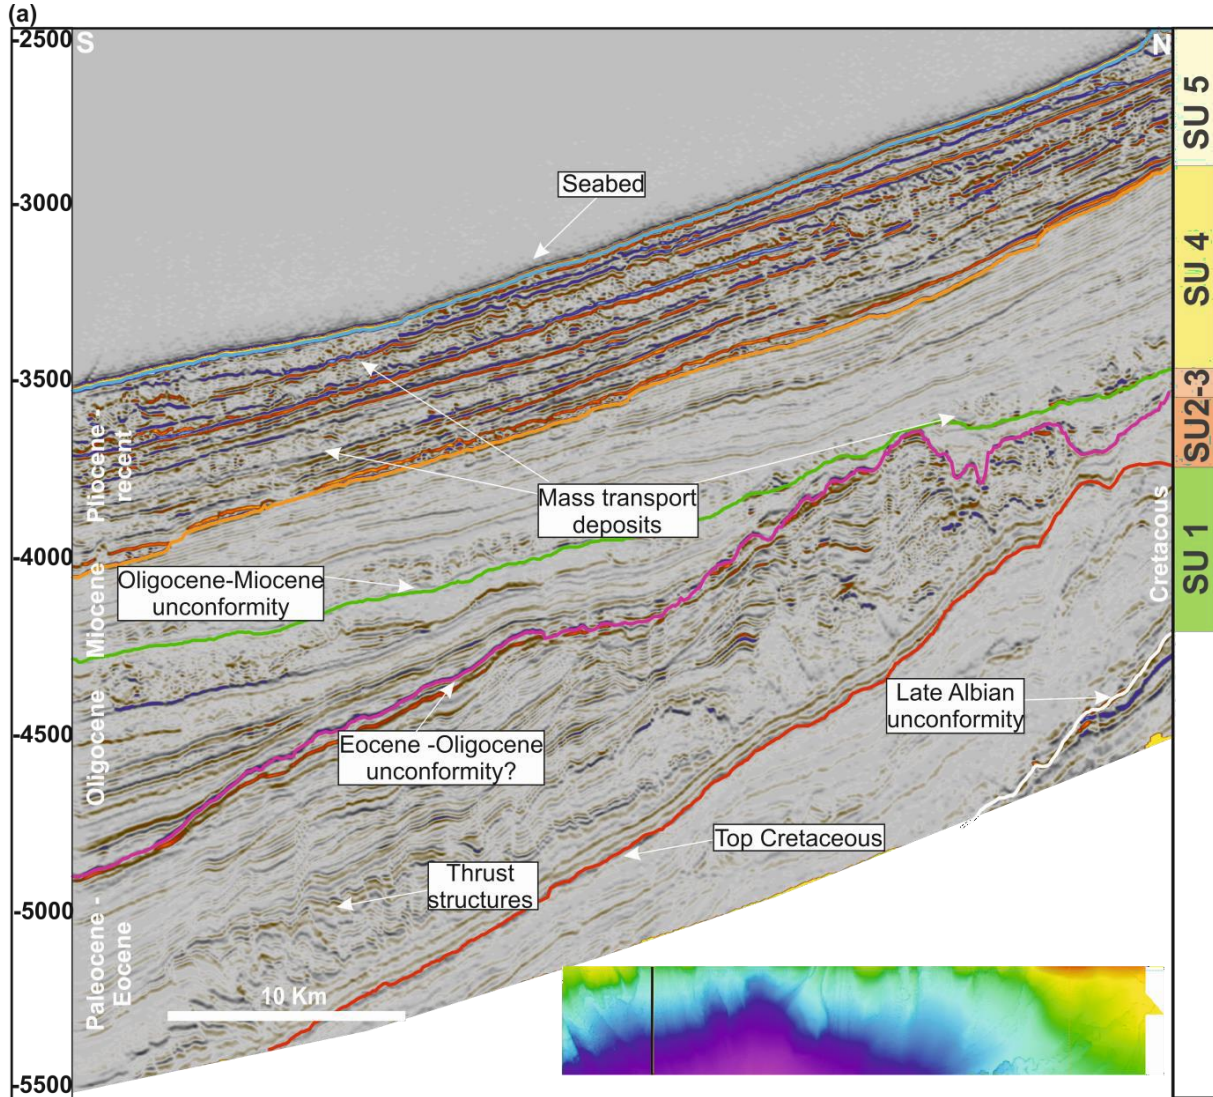 (a)
S
N
-2500
-3000
-3500
-4000
-4500
-5000
-5500
Seabed
Mass transport
deposits
Oligocene-Miocene
unconformity
Eocene -Oligocene
unconformity?
Late Albian
unconformity
Top Cretaceous
Thrust
structures
10 Km
Pliocene -
recent
Miocene
Oligocene
Paleocene -
Eocene
Cretacous
SU 5
SU 4
SU2-3
SU 1